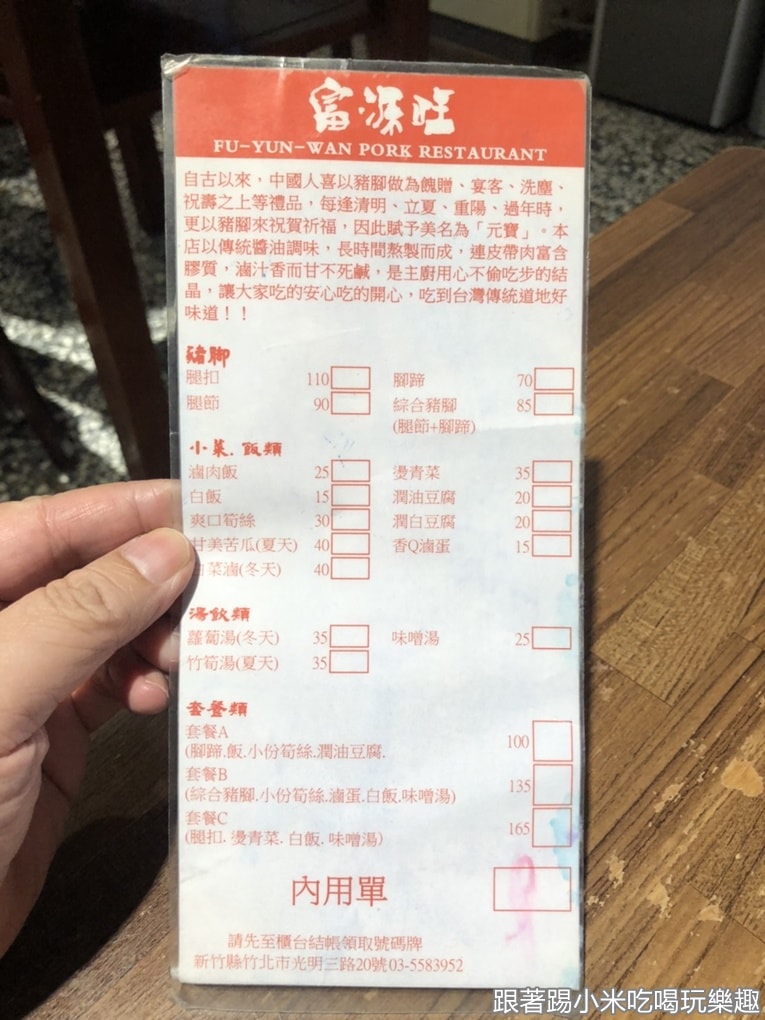 富源旺
FU-YUN-WAN PORK RESTAURANT
自古以來，中國人喜以豬腳做為餽贈、宴客、洗塵、
祝壽之上等禮品，每逢清明、立夏、重陽、過年時，
更以豬腳來祝賀祈福，因此賦予美名為「元寶」。本
店以傳統醬油調味，長時間熬製而成，連皮帶肉富含
膠質，滷汁香而甘不死鹹，是主廚用心不偷吃步的結
晶，讓大家吃的安心吃的開心，吃到台灣傳統道地好
味道！！
豬腳
腿扣 110 腳蹄 70
腿節 90 綜合豬腳 85
(腿節+腳蹄)
小菜.飯類
滷肉飯 25 燙青菜 35
白飯 15 潤油豆腐 20
爽口筍絲 30 潤白豆腐 20
甘美苦瓜(夏天) 40 香Q滷蛋 15
白菜滷(冬天) 40
湯飲類
蘿蔔湯(冬天) 35 味噌湯 25
竹筍湯(夏天) 35
套餐類
套餐A
(腳蹄.飯.小份筍絲.潤油豆腐. 100
套餐B
(綜合豬腳.小份筍絲.滷蛋.白飯.味噌湯) 135
套餐C
(腿扣. 燙青菜. 白飯. 味噌湯) 165
內用單
請先至櫃台結帳領取號碼牌
新竹縣竹北市光明三路20號 03-5583952
跟著踢小米吃喝玩樂趣